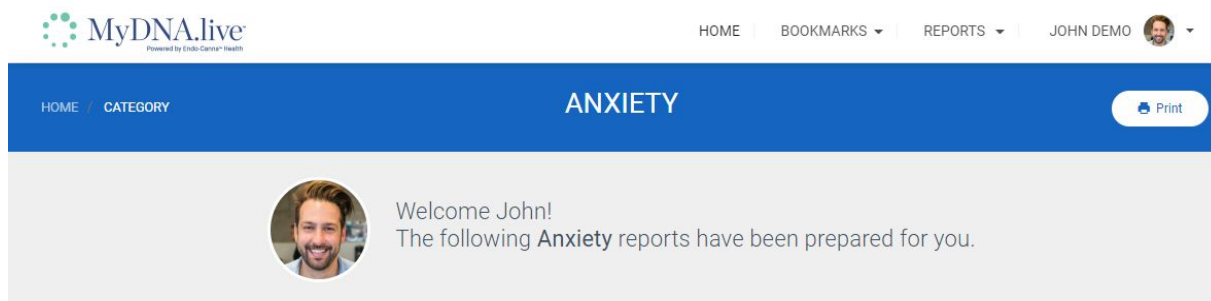 MyDNA.live
Powered by Endo·Canna Health
HOME BOOKMARKS REPORTS JOHN DEMO
HOME / CATEGORY
ANXIETY
Print
Welcome John!
The following Anxiety reports have been prepared for you.